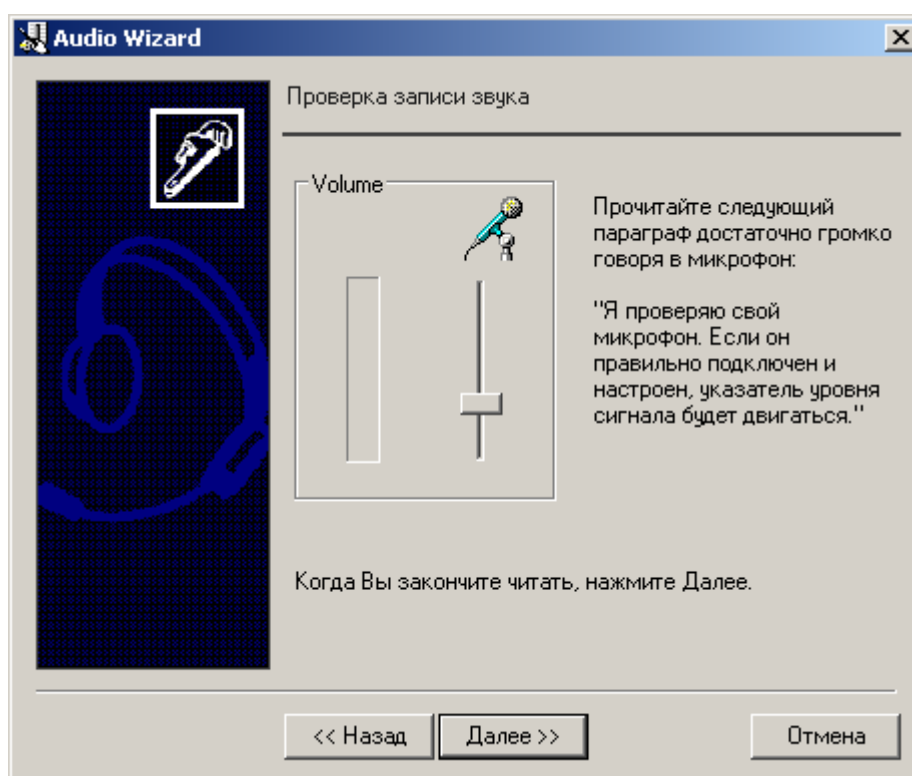 Audio Wizard
Проверка записи звука
Volume
Прочитайте следующий
параграф достаточно громко
говоря в микрофон:
"Я проверяю свой
микрофон. Если он
правильно подключен и
настроен, указатель уровня
сигнала будет двигаться."
Когда Вы закончите читать, нажмите Далее.
<< Назад
Далее >>
Отмена